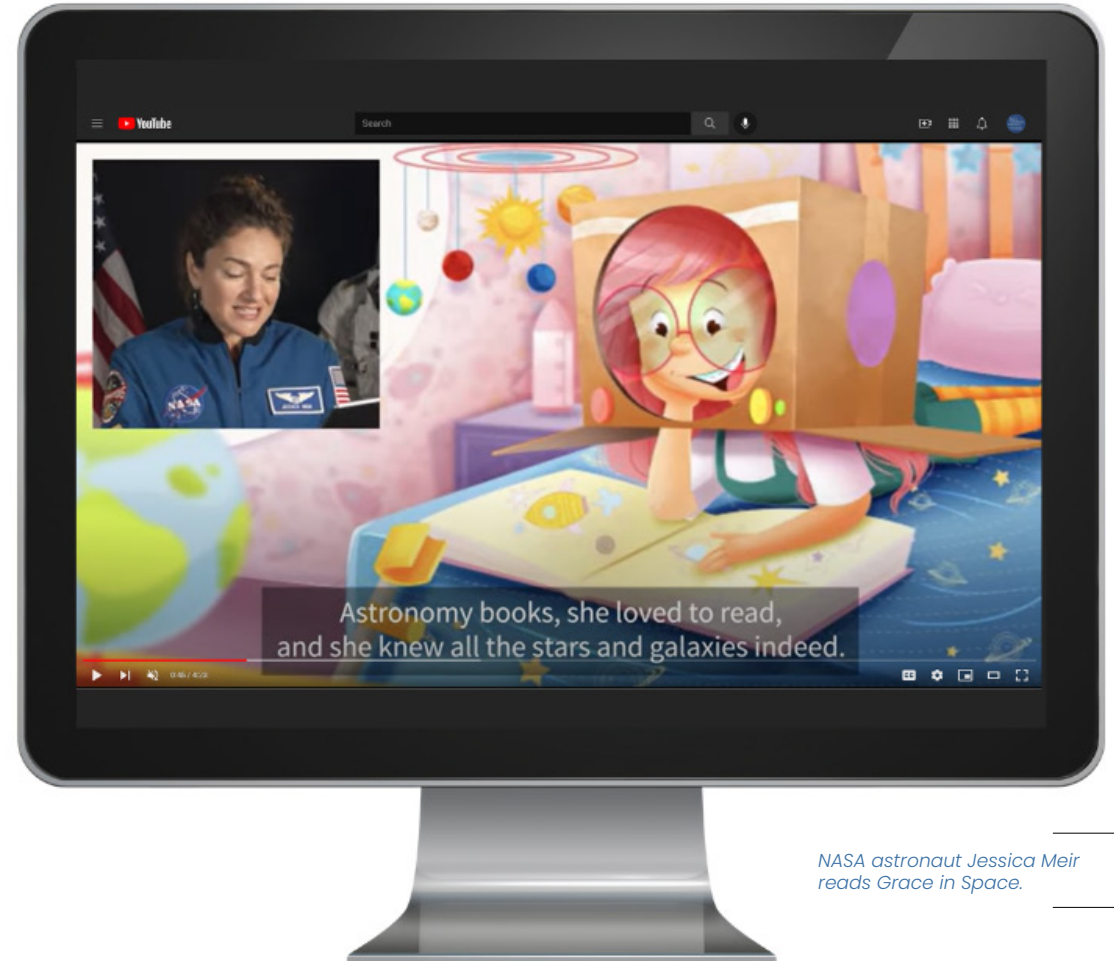 YouTube
Search
NASA
Astronomy books, she loved to read,
and she knew all the stars and galaxies indeed.
CC
NASA astronaut Jessica Meir
reads Grace in Space.